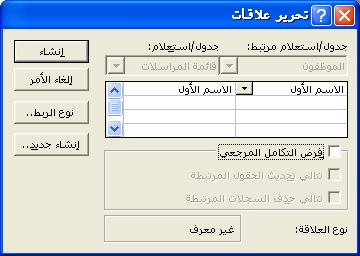 تحرير علاقات
جدول/استعلام: جدول/استعلام مرتبط:
قائمة المراسلات الموظفون
الاسم الأول الاسم الأول
فرض التكامل المرجعي
تتالي تحديث الحقول المرتبطة
تتالي حذف السجلات المرتبطة
نوع العلاقة: غير معرف
إنشاء
إلغاء الأمر
نوع الربط..
إنشاء جديد..